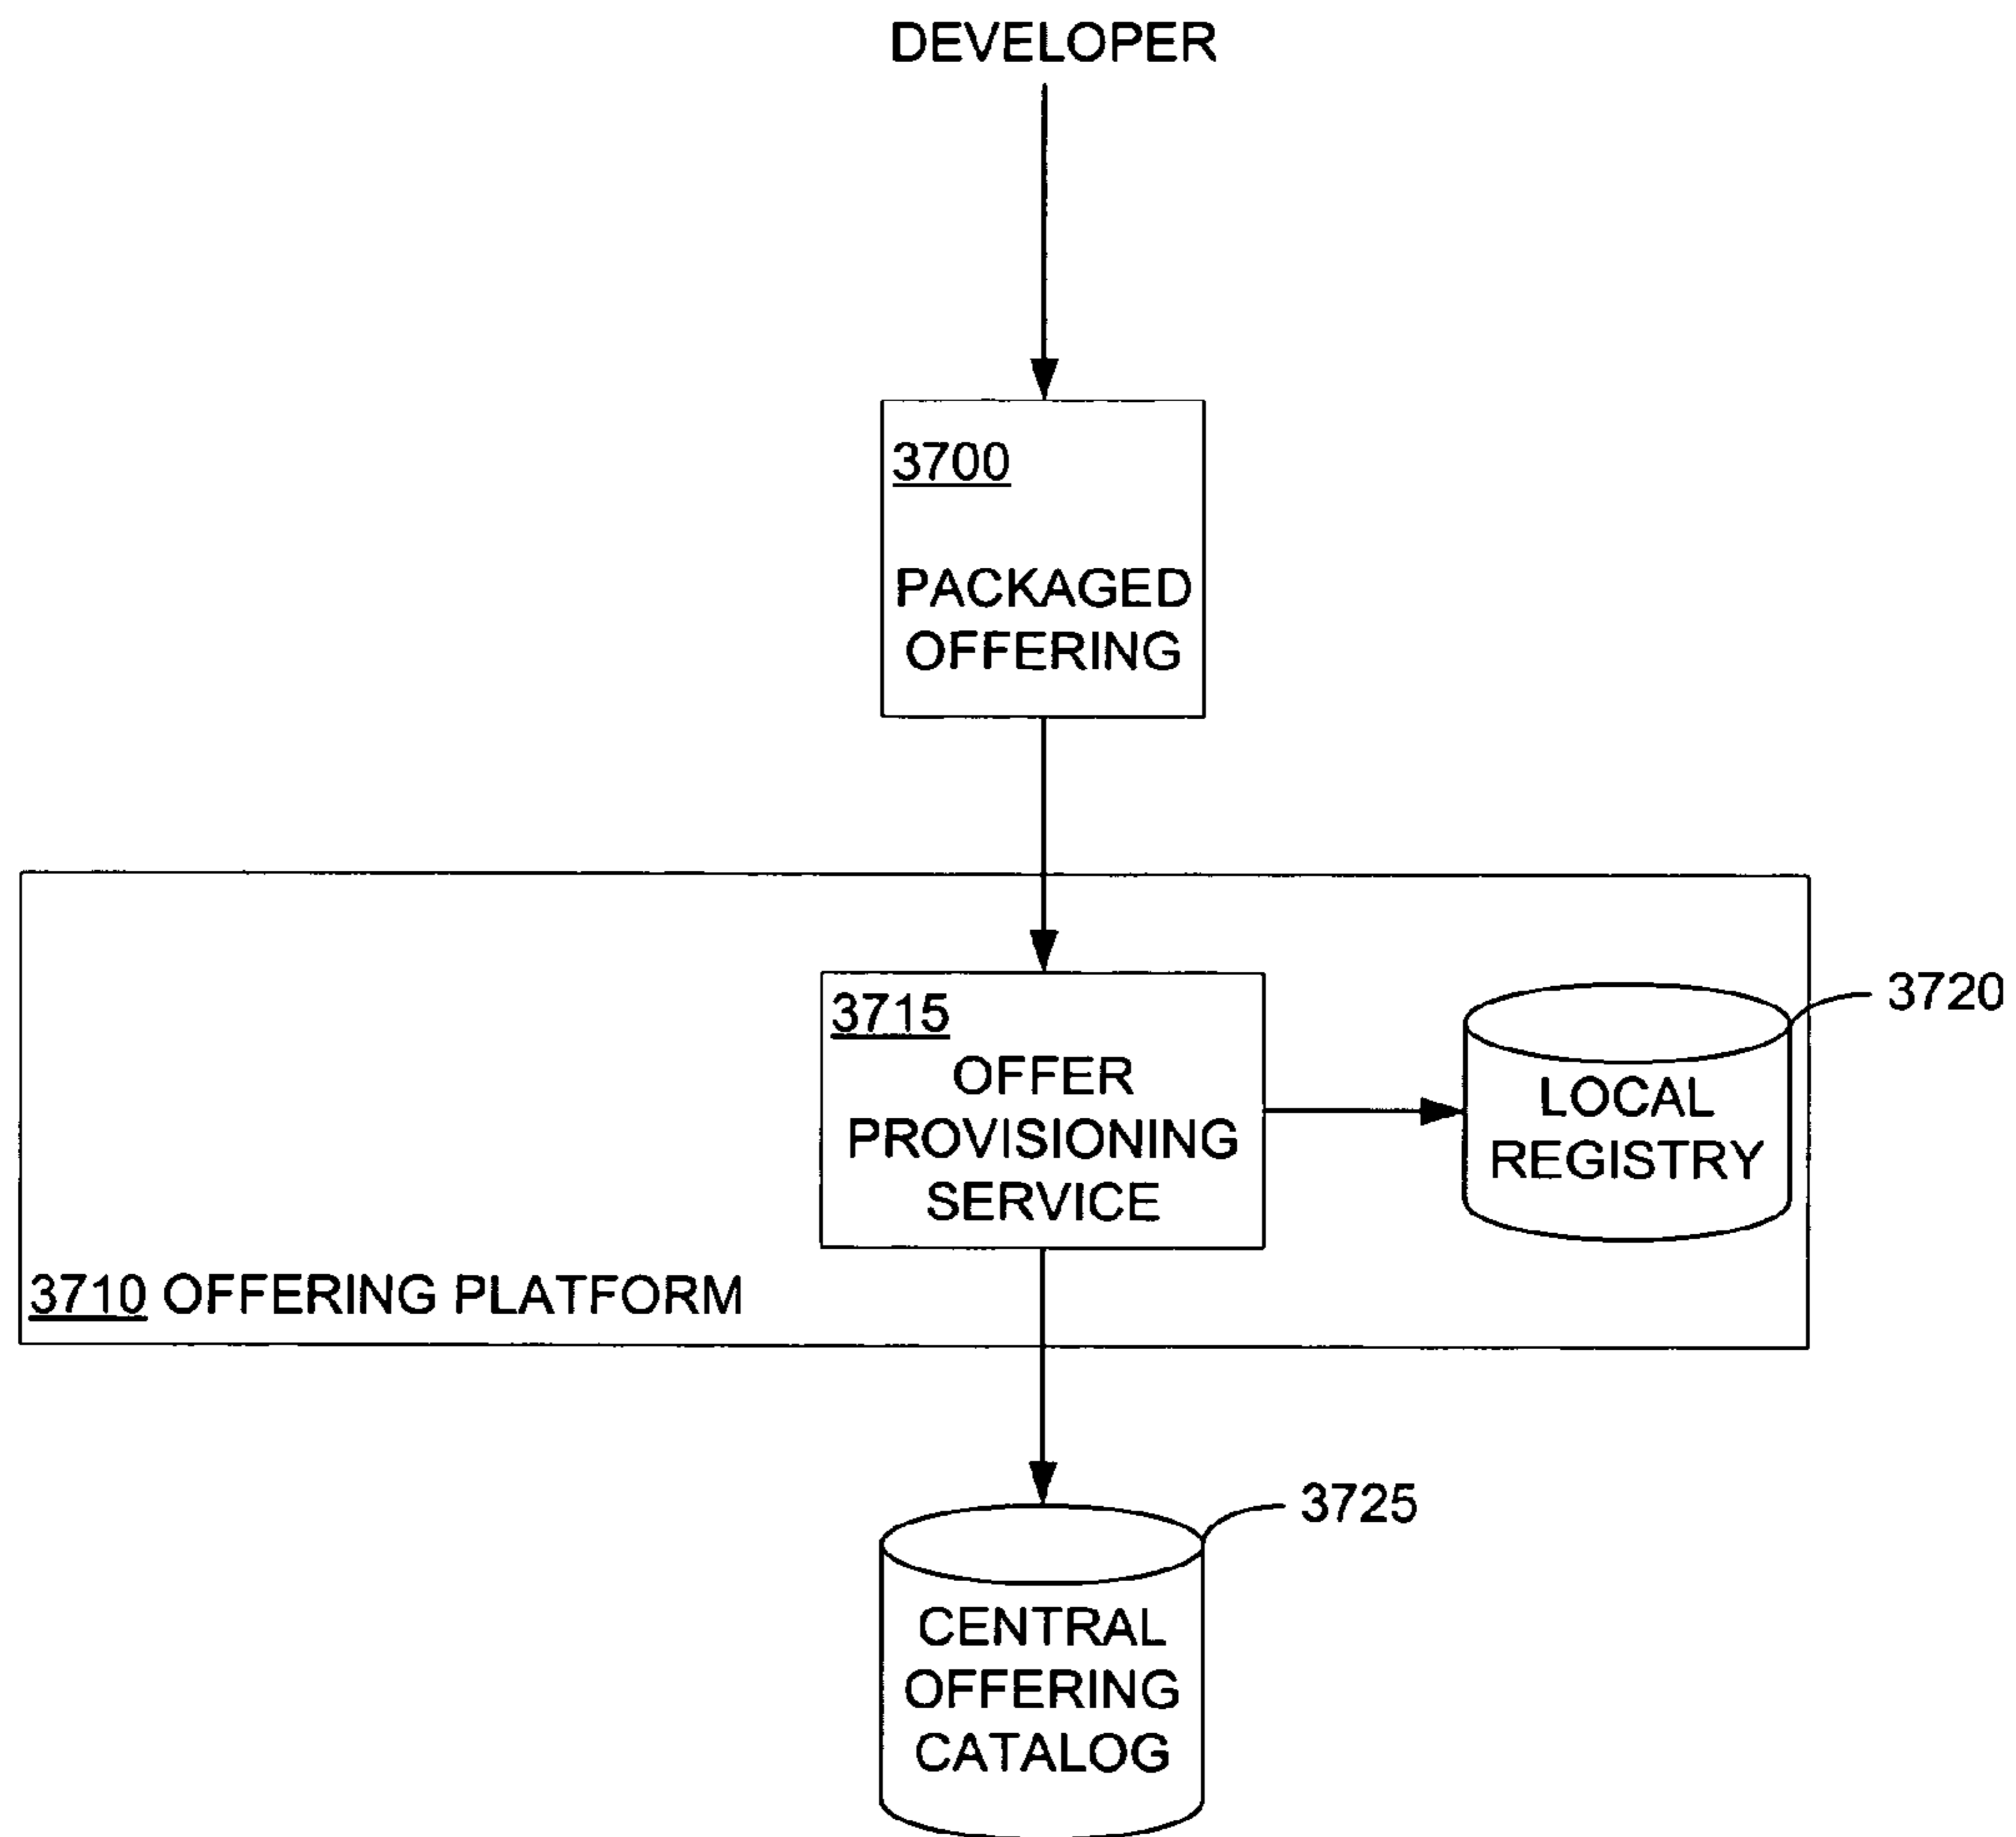 DEVELOPER
3700
PACKAGED
OFFERING
3715
OFFER
PROVISIONING
SERVICE
3720
LOCAL
REGISTRY
3710 OFFERING PLATFORM
3725
CENTRAL
OFFERING
CATALOG